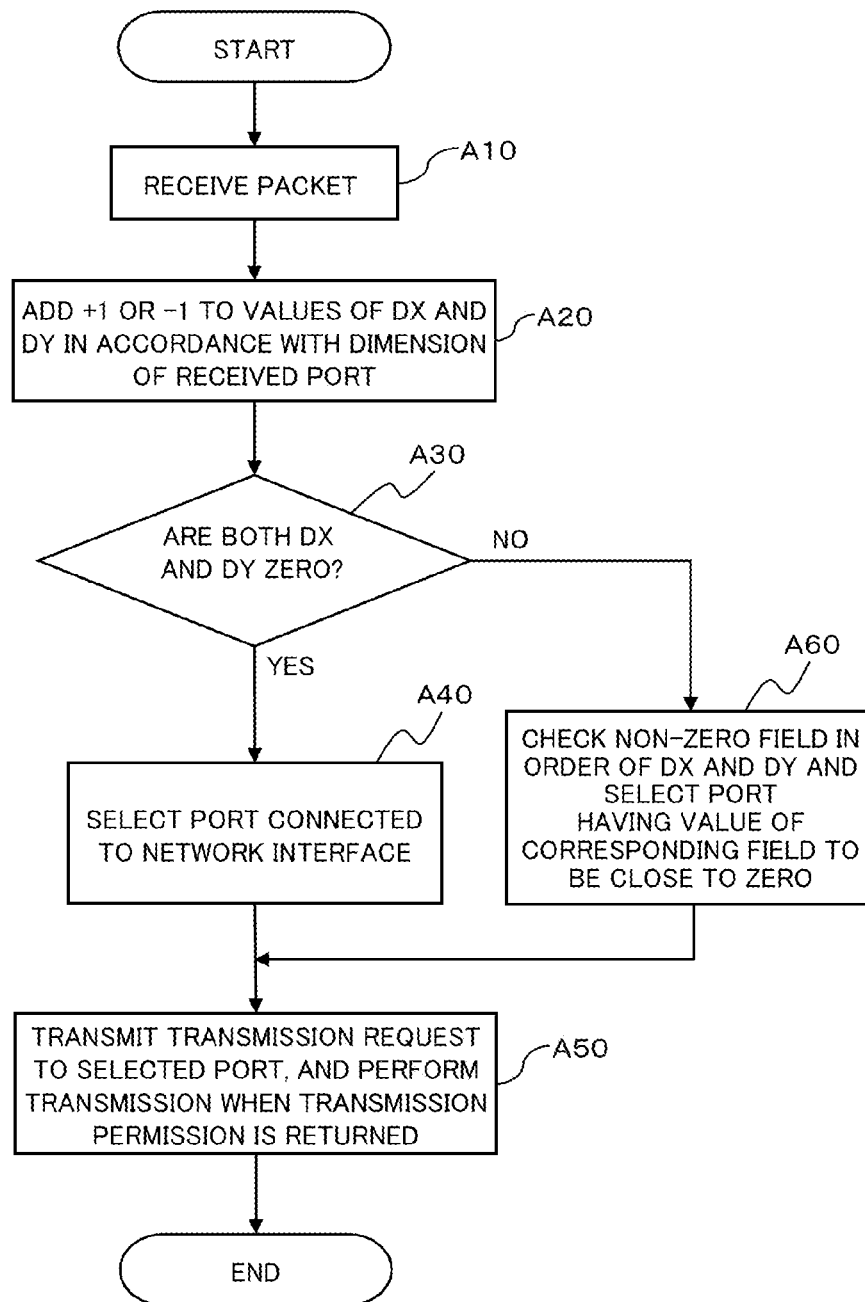 START
A10
RECEIVE PACKET
ADD +1 OR -1 TO VALUES OF DX AND
DY IN ACCORDANCE WITH DIMENSION
OF RECEIVED PORT
A20
A30
ARE BOTH DX
AND DY ZERO?
NO
YES
A40
SELECT PORT CONNECTED
TO NETWORK INTERFACE
A60
CHECK NON-ZERO FIELD IN
ORDER OF DX AND DY AND
SELECT PORT
HAVING VALUE OF
CORRESPONDING FIELD TO
BE CLOSE TO ZERO
TRANSMIT TRANSMISSION REQUEST
TO SELECTED PORT, AND PERFORM
TRANSMISSION WHEN TRANSMISSION
PERMISSION IS RETURNED
A50
END